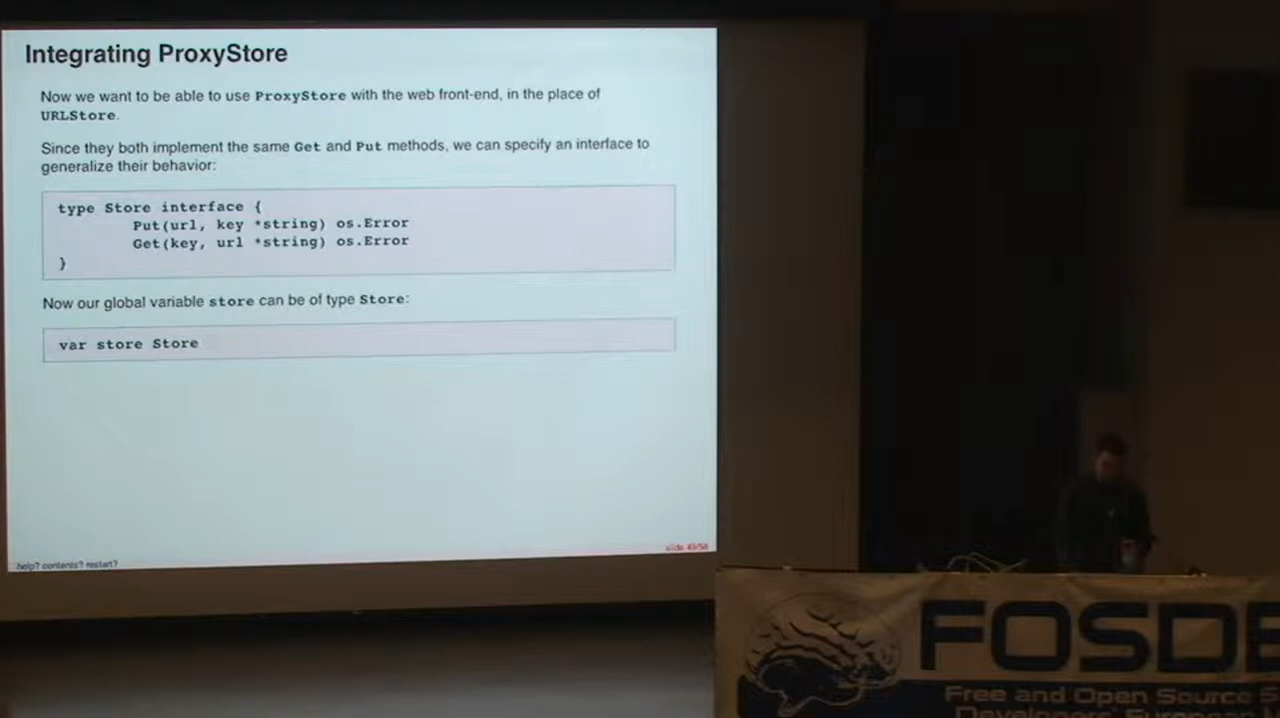 Integrating ProxyStore
Now we want to be able to use ProxyStore with the web front-end, in the place of
URLStore.
Since they both implement the same Get and Put methods, we can specify an interface to
generalize their behavior:
type Store interface {
Put(url, key *string) os.Error
Get(key, url *string) os.Error
}
Now our global variable store can be of type Store:
var store Store
help? contents? restart?
FOSDE
Free and Open Source S
Developers' European